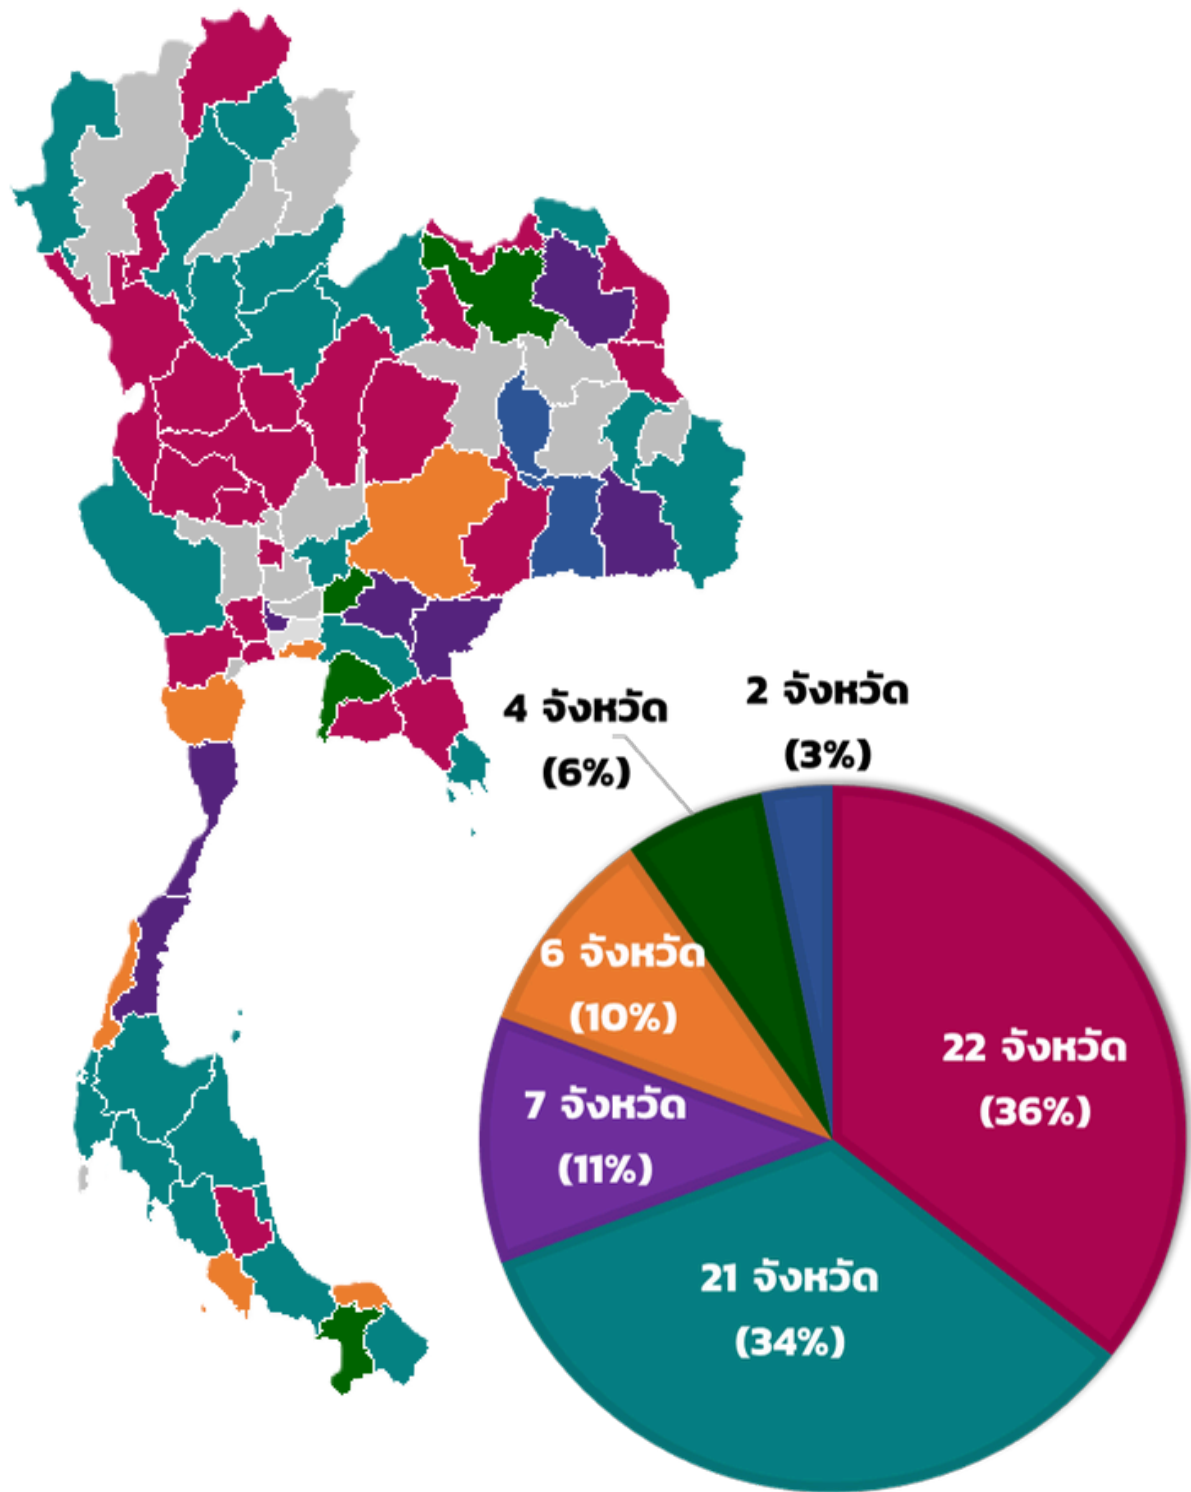 4 จังหวัด
(6%)
2 จังหวัด
(3%)
6 จังหวัด
(10%)
22 จังหวัด
(36%)
7 จังหวัด
(11%)
21 จังหวัด
(34%)